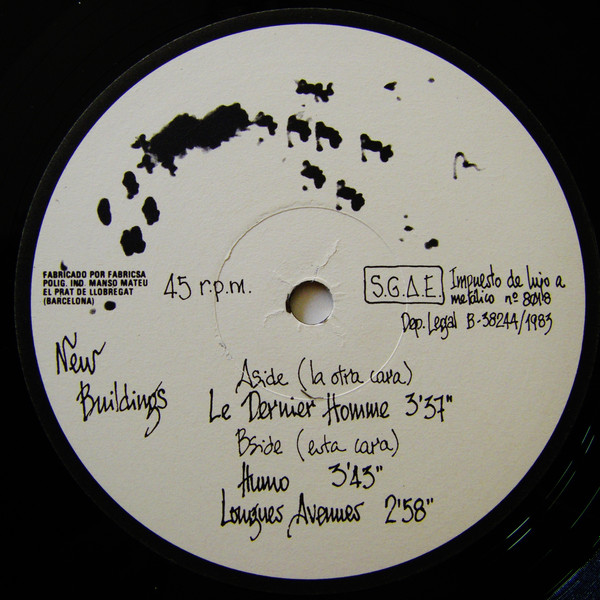 FABRICADO POR FABRICSA
POLIG. IND. MANSO MATEU
EL PRAT DE LLOBREGAT
(BARCELONA)
45 r.p.m.
S.G.A.E.
Impuesto de lujo a
metálico nº 8018
Dep. Legal B-38244/1983
New
Buildings
Aside (la otra cara)
Le Dernier Homme 3'37"
Bside (esta cara)
Humo 3'43"
Longues Avenues 2'58"